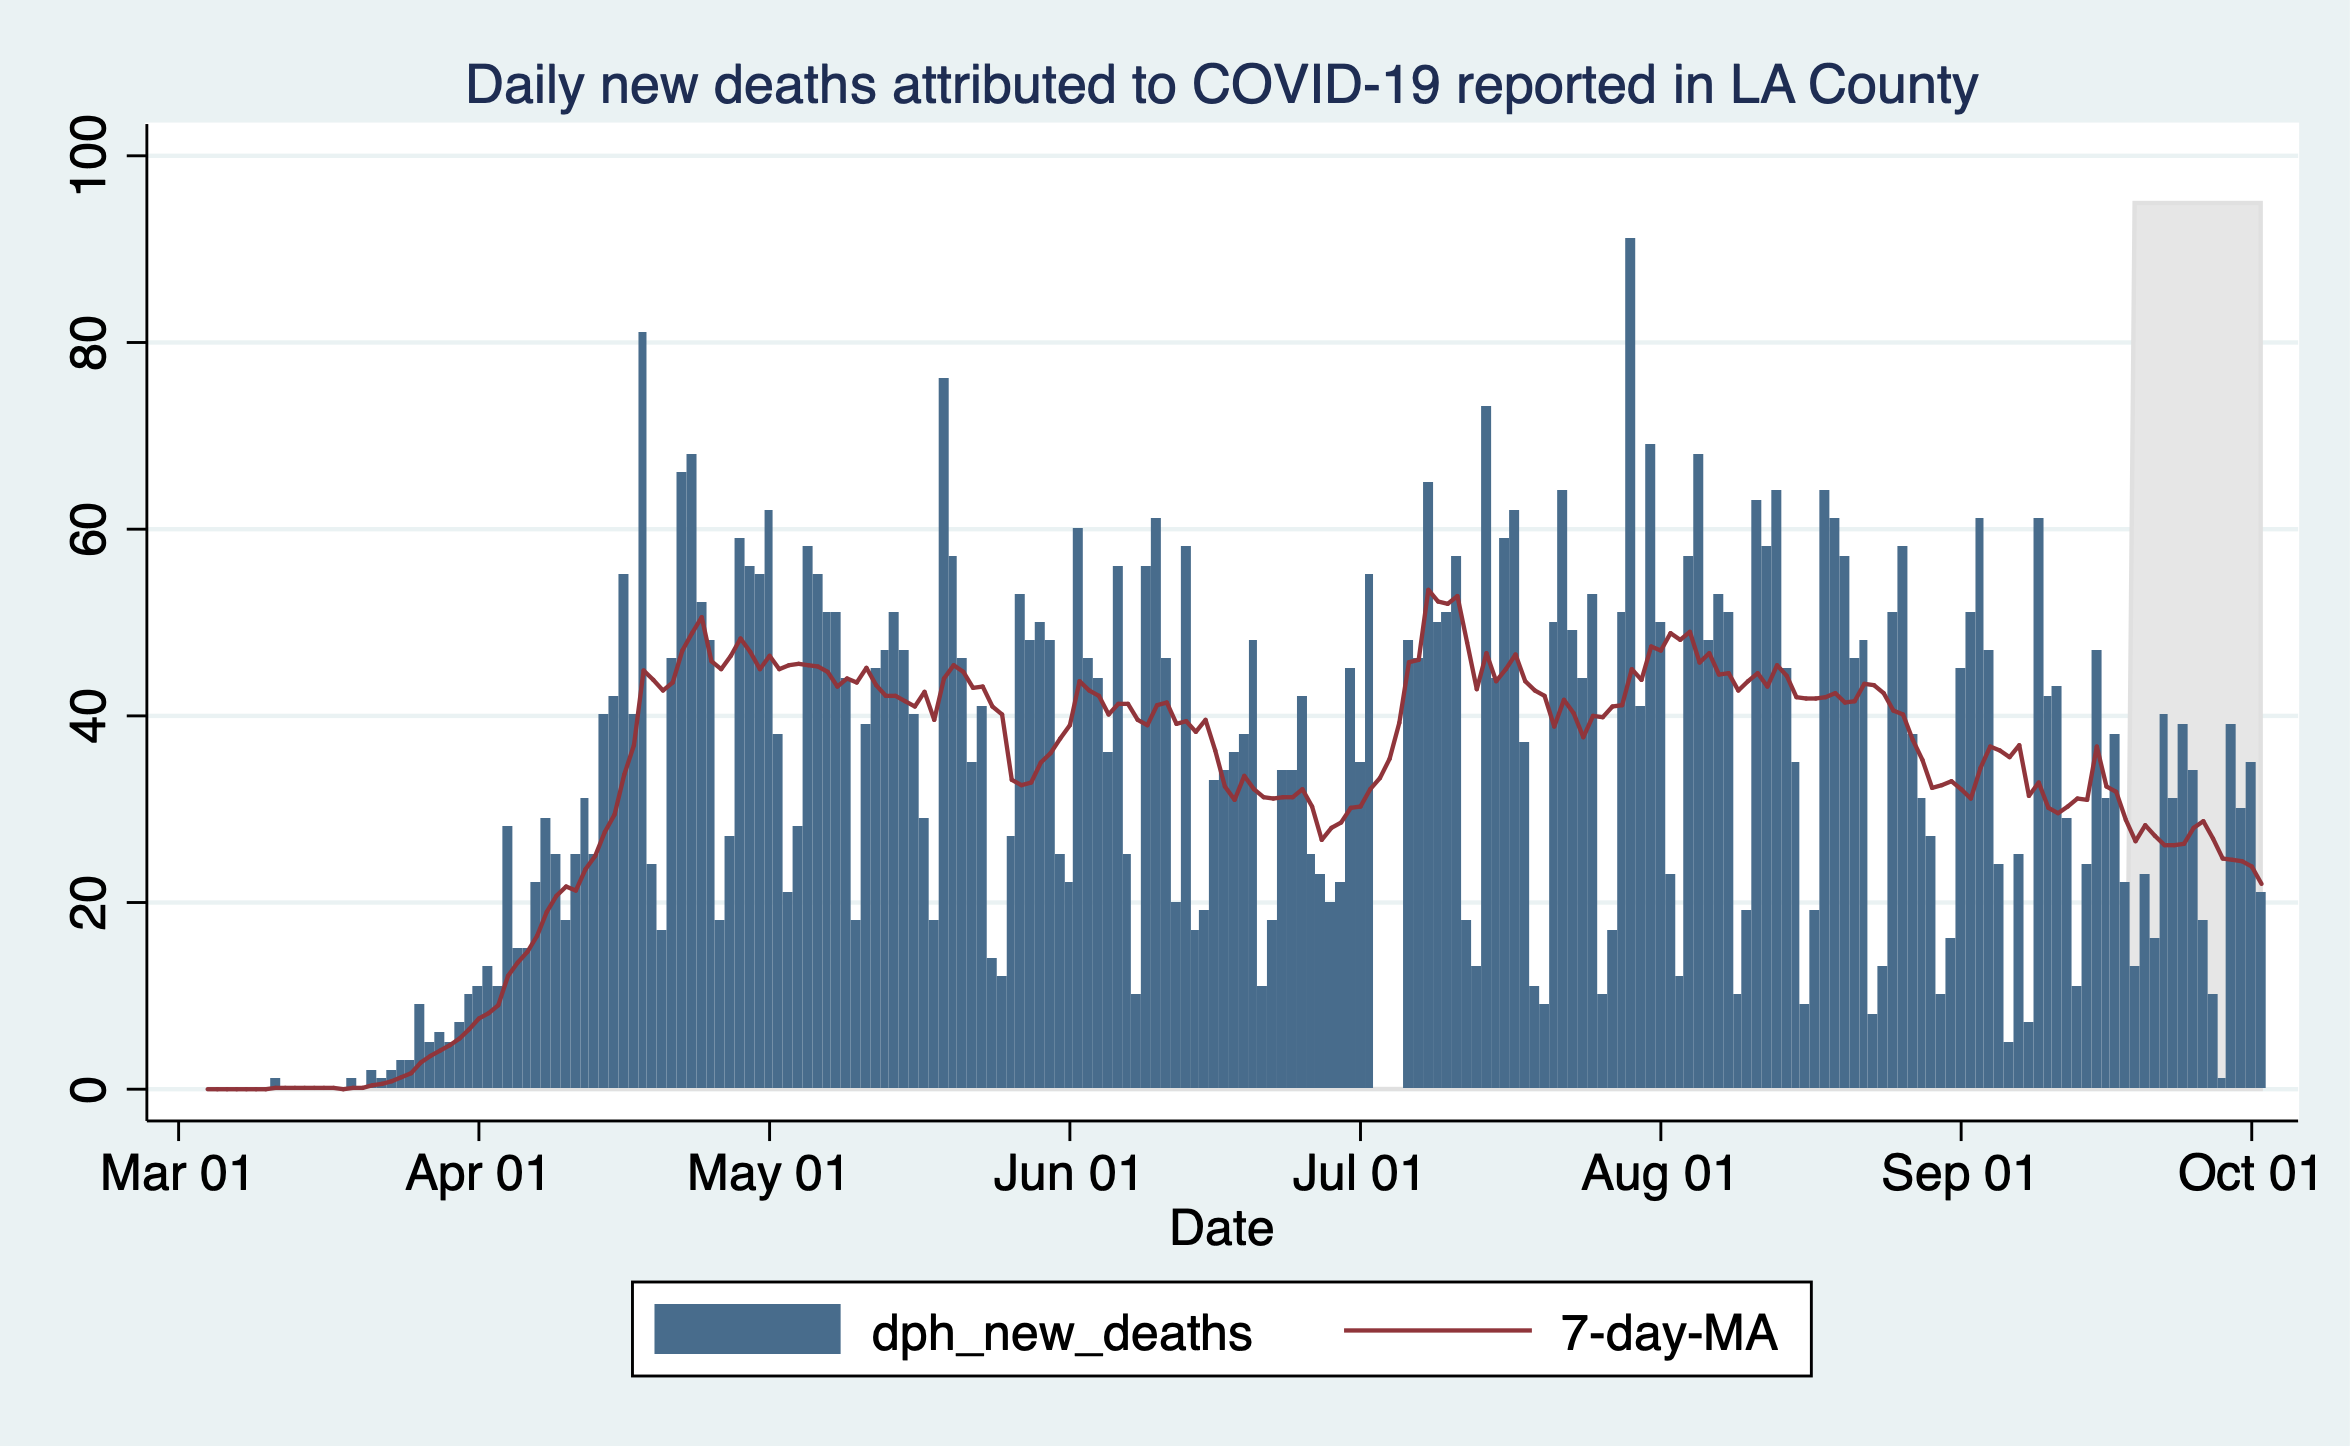 Daily new deaths attributed to COVID-19 reported in LA County
100
80
60
40
20
0
Mar 01 Apr 01 May 01 Jun 01 Jul 01 Aug 01 Sep 01 Oct 01
Date
dph_new_deaths 7-day-MA